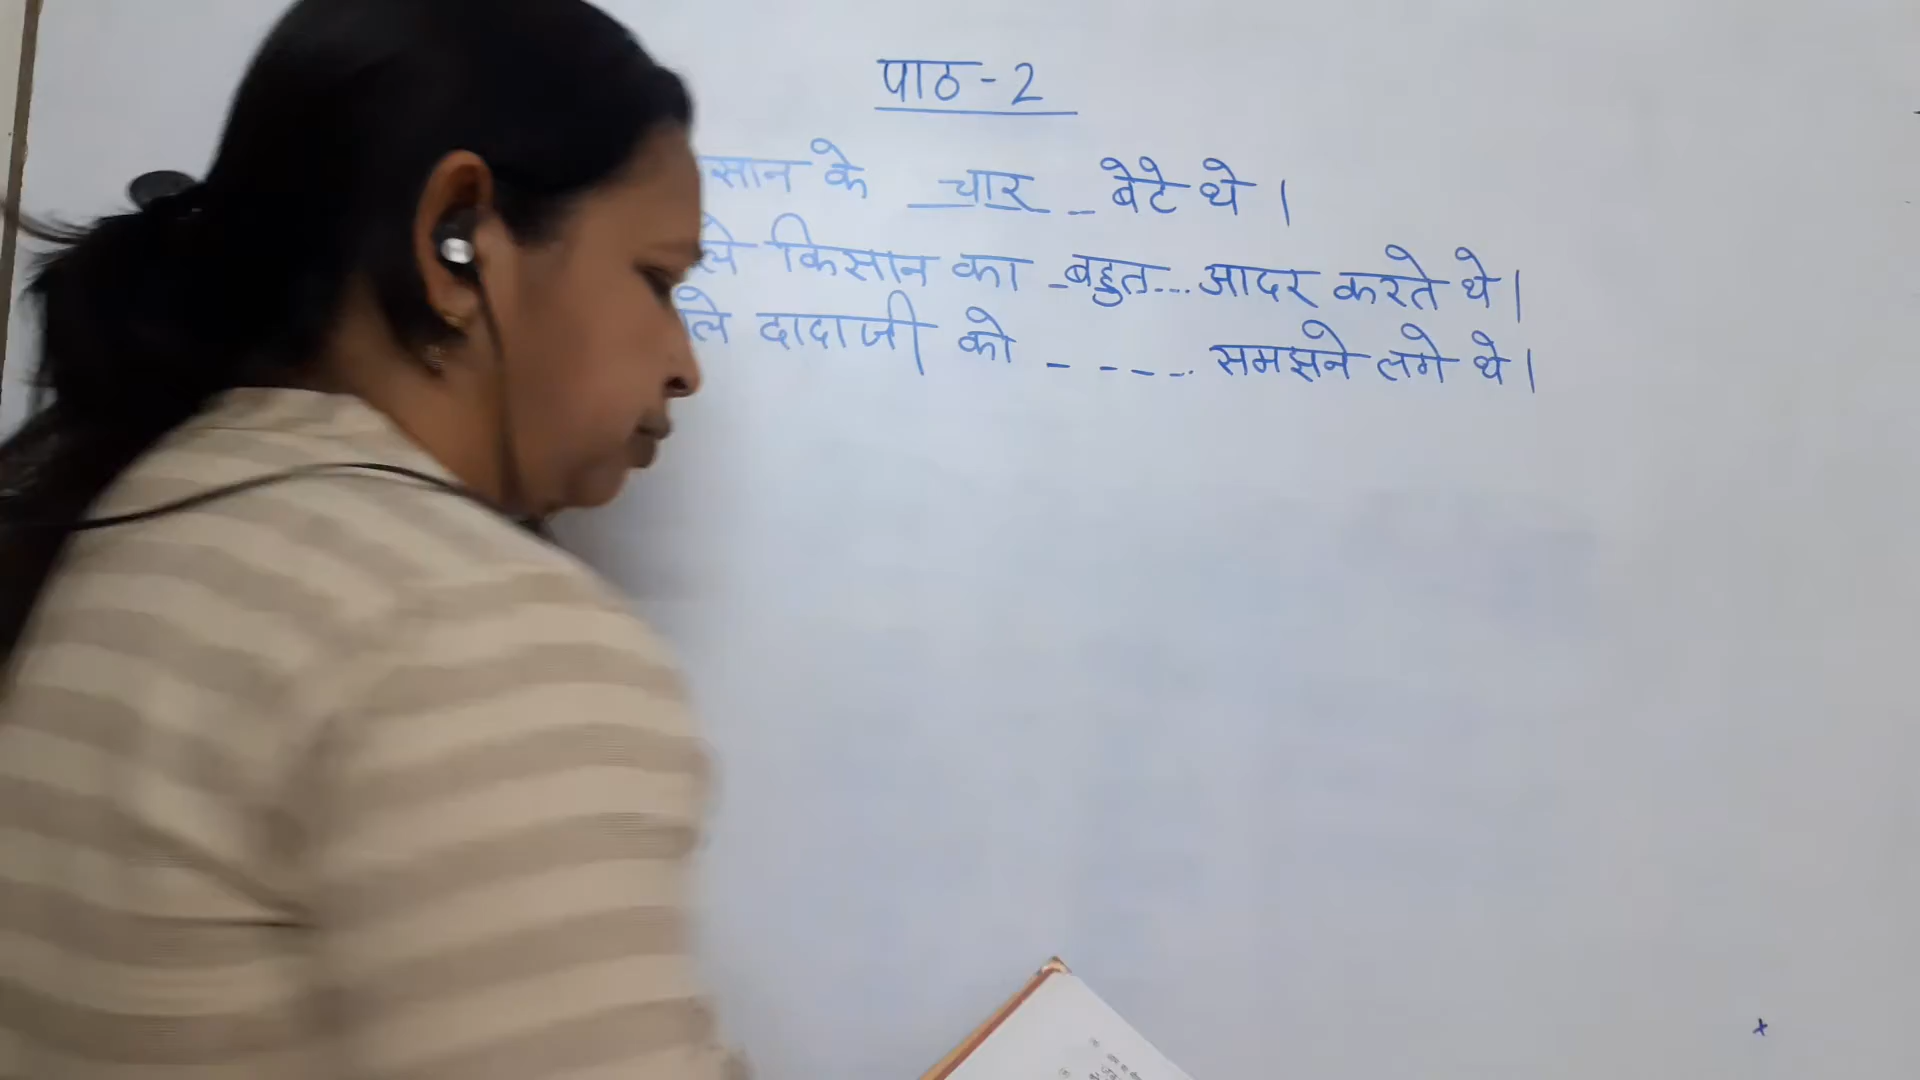 पाठ - 2
के चार बेटे थे ।
किसान का बहुत आदर करते थे ।
दादाजी को - - - - - समझने लगे थे ।